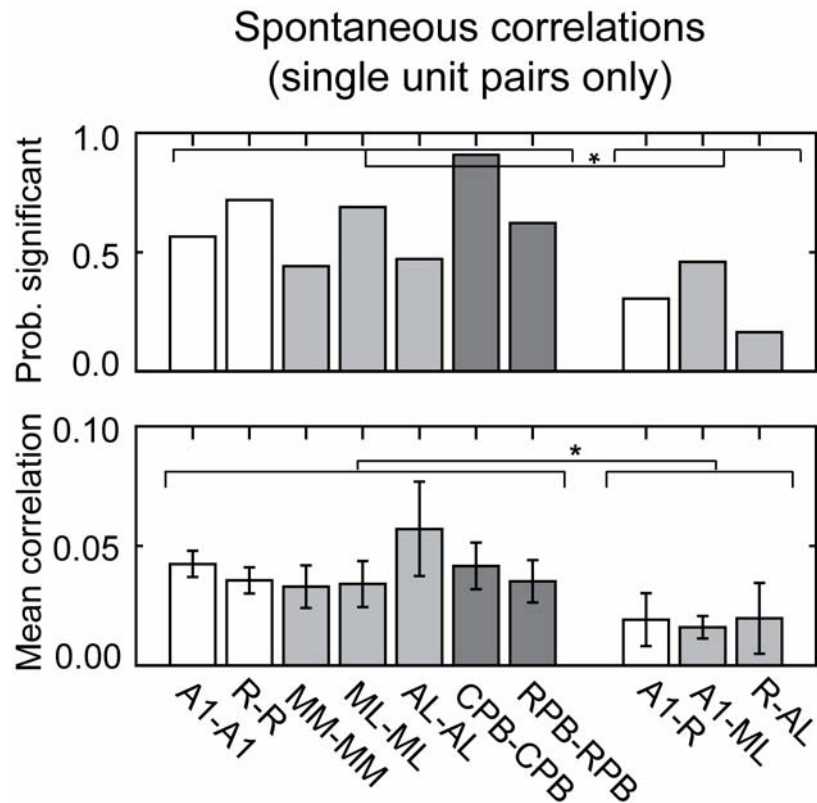 Spontaneous correlations
(single unit pairs only)
Prob. significant
1.0
0.5
0.0
*
Mean correlation
0.10
0.05
0.00
*
A1-A1
R-R
MM-MM
ML-ML
AL-AL
CPB-CPB
RPB-RPB
A1-R
A1-ML
R-AL